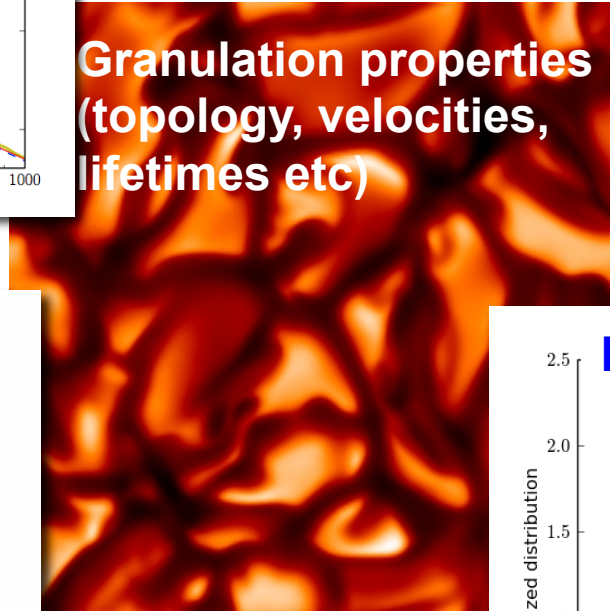 Granulation properties
(topology, velocities,
lifetimes etc)
1000
2.5
2.0
1.5
zed distribution